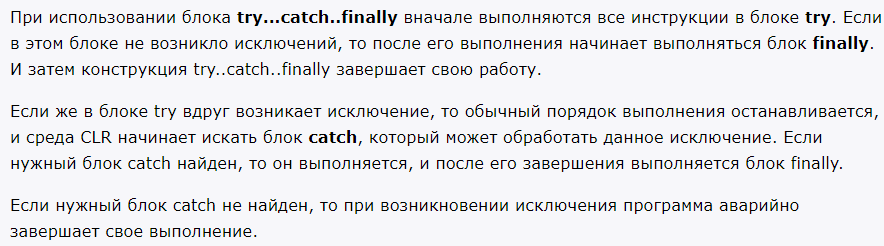 При использовании блока try...catch..finally вначале выполняются все инструкции в блоке try. Если
в этом блоке не возникло исключений, то после его выполнения начинает выполняться блок finally.
И затем конструкция try..catch..finally завершает свою работу.
Если же в блоке try вдруг возникает исключение, то обычный порядок выполнения останавливается,
и среда CLR начинает искать блок catch, который может обработать данное исключение. Если
нужный блок catch найден, то он выполняется, и после его завершения выполняется блок finally.
Если нужный блок catch не найден, то при возникновении исключения программа аварийно
завершает свое выполнение.